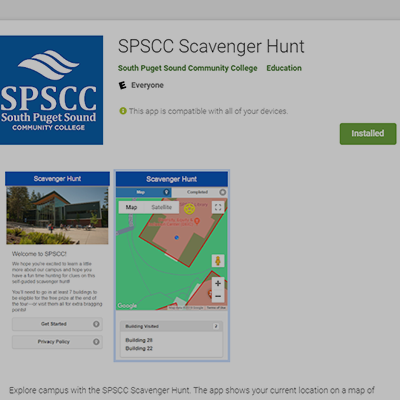 SPSCC Scavenger Hunt
South Puget Sound Community College Education
Everyone
This app is compatible with all of your devices.
Installed
SPSCC
South Puget Sound
COMMUNITY COLLEGE
Scavenger Hunt
Welcome to SPSCC!
We hope you're excited to learn a little
more about our campus and hope you
have a fun time hunting for clues on this
self guided scavenger hunt!
You'll need to go in at least 7 buildings to
be eligible for the free prize at the end
of the tour—or visit them all for extra bragging
points!
Get Started
Privacy Policy
Scavenger Hunt
Map
Completed
Map Satellite
Google
Building Visited
Building 26
Building 22
Explore campus with the SPSCC Scavenger Hunt. The app shows your current location on a map of